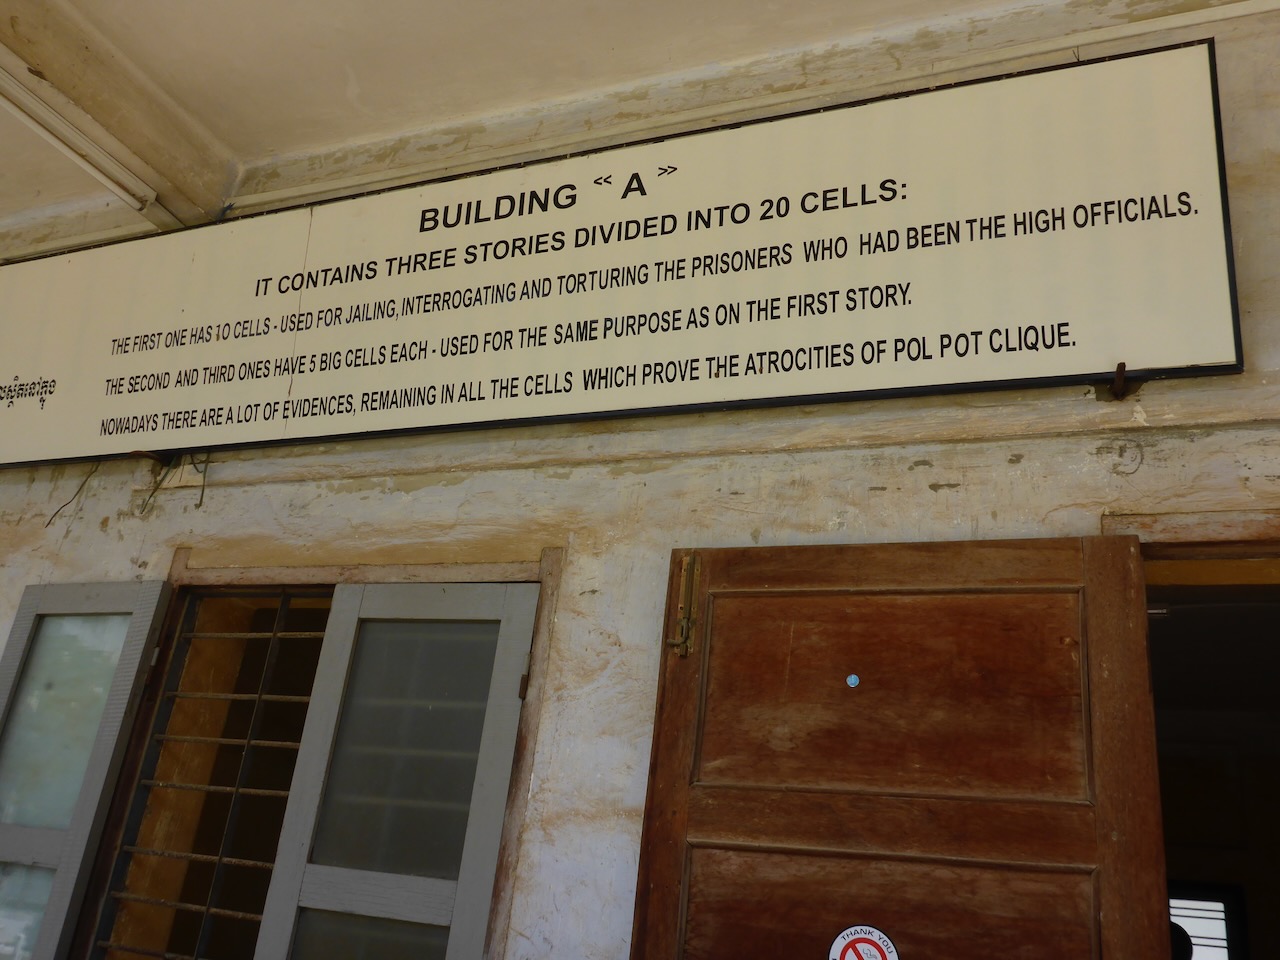 BUILDING « A »
IT CONTAINS THREE STORIES DIVIDED INTO 20 CELLS:
THE FIRST ONE HAS 10 CELLS - USED FOR JAILING, INTERROGATING AND TORTURING THE PRISONERS WHO HAD BEEN THE HIGH OFFICIALS.
THE SECOND AND THIRD ONES HAVE 5 BIG CELLS EACH - USED FOR THE SAME PURPOSE AS ON THE FIRST STORY.
NOWADAYS THERE ARE A LOT OF EVIDENCES, REMAINING IN ALL THE CELLS WHICH PROVE THE ATROCITIES OF POL POT CLIQUE.
THANK YOU